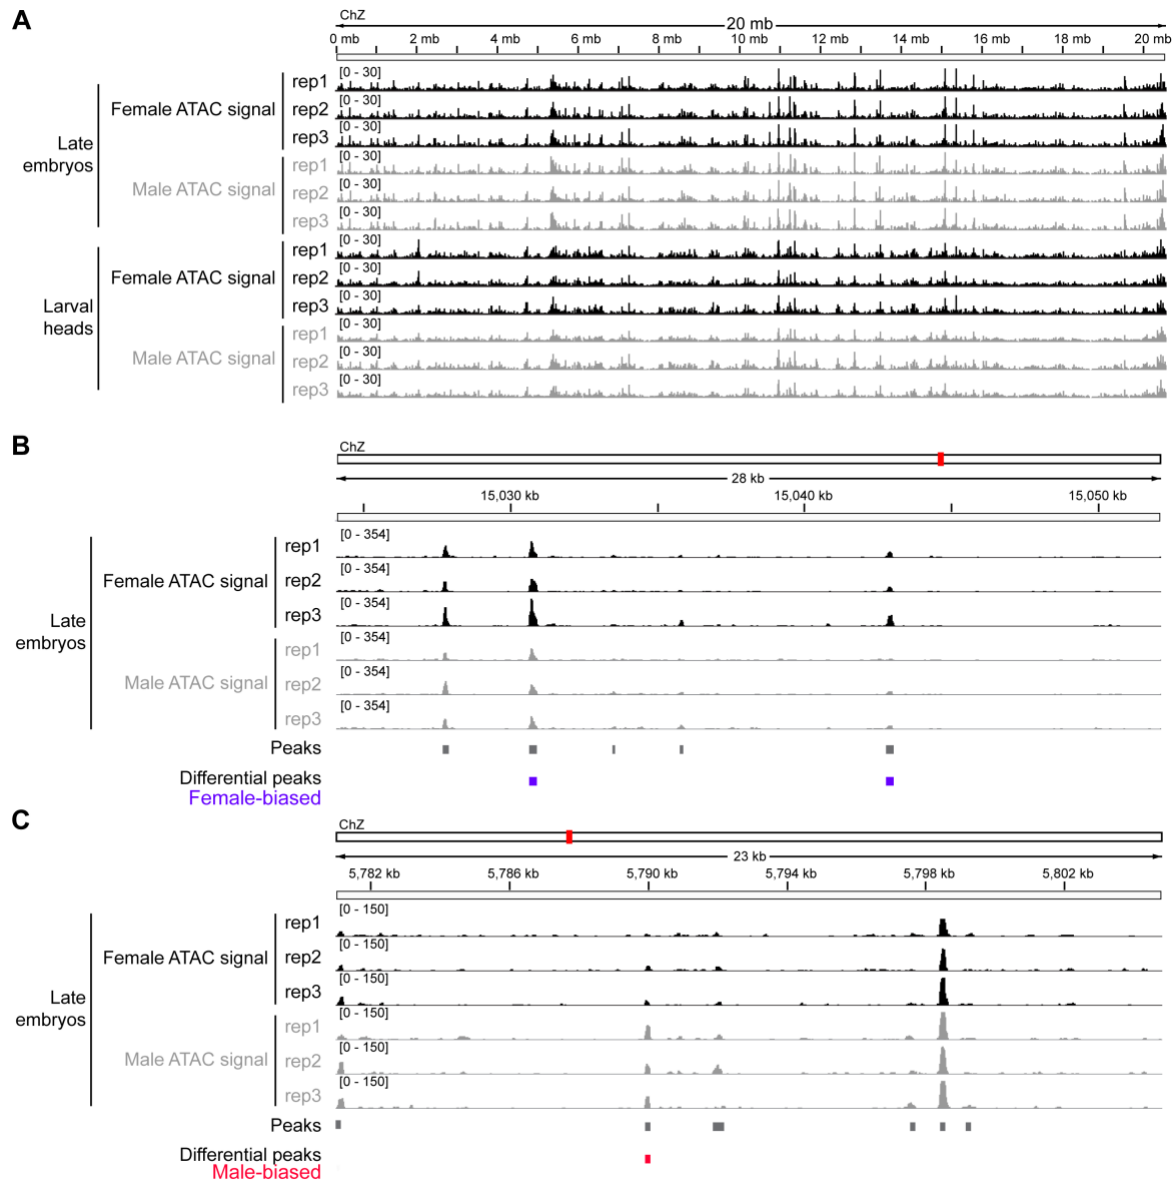 A
ChZ
20 mb
0 mb 2 mb 4 mb 6 mb 8 mb 10 mb 12 mb 14 mb 16 mb 18 mb 20 mb
Late embryos
Female ATAC signal
rep1 [0 - 30]
rep2 [0 - 30]
rep3 [0 - 30]
Male ATAC signal
rep1 [0 - 30]
rep2 [0 - 30]
rep3 [0 - 30]
Larval heads
Female ATAC signal
rep1 [0 - 30]
rep2 [0 - 30]
rep3 [0 - 30]
Male ATAC signal
rep1 [0 - 30]
rep2 [0 - 30]
rep3 [0 - 30]
B
ChZ
28 kb
15,030 kb 15,040 kb 15,050 kb
Late embryos
Female ATAC signal
rep1 [0 - 354]
rep2 [0 - 354]
rep3 [0 - 354]
Male ATAC signal
rep1 [0 - 354]
rep2 [0 - 354]
rep3 [0 - 354]
Peaks
Differential peaks
Female-biased
C
ChZ
23 kb
5,782 kb 5,786 kb 5,790 kb 5,794 kb 5,798 kb 5,802 kb
Late embryos
Female ATAC signal
rep1 [0 - 150]
rep2 [0 - 150]
rep3 [0 - 150]
Male ATAC signal
rep1 [0 - 150]
rep2 [0 - 150]
rep3 [0 - 150]
Peaks
Differential peaks
Male-biased